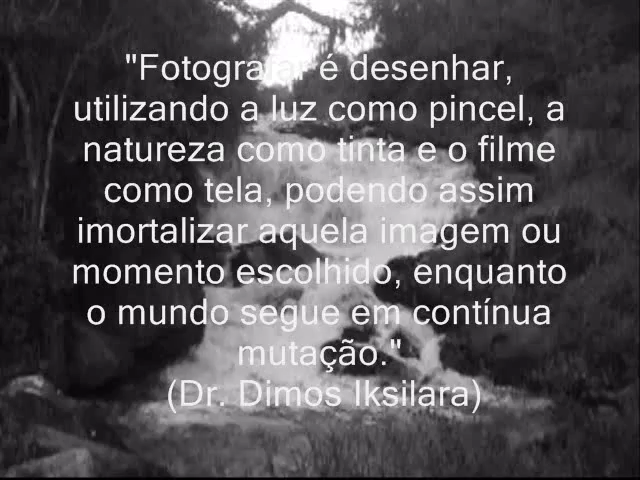 "Fotografar é desenhar,
utilizando a luz como pincel, a
natureza como tinta e o filme
como tela, podendo assim
imortalizar aquela imagem ou
momento escolhido, enquanto
o mundo segue em contínua
mutação."
(Dr. Dimos Iksilara)